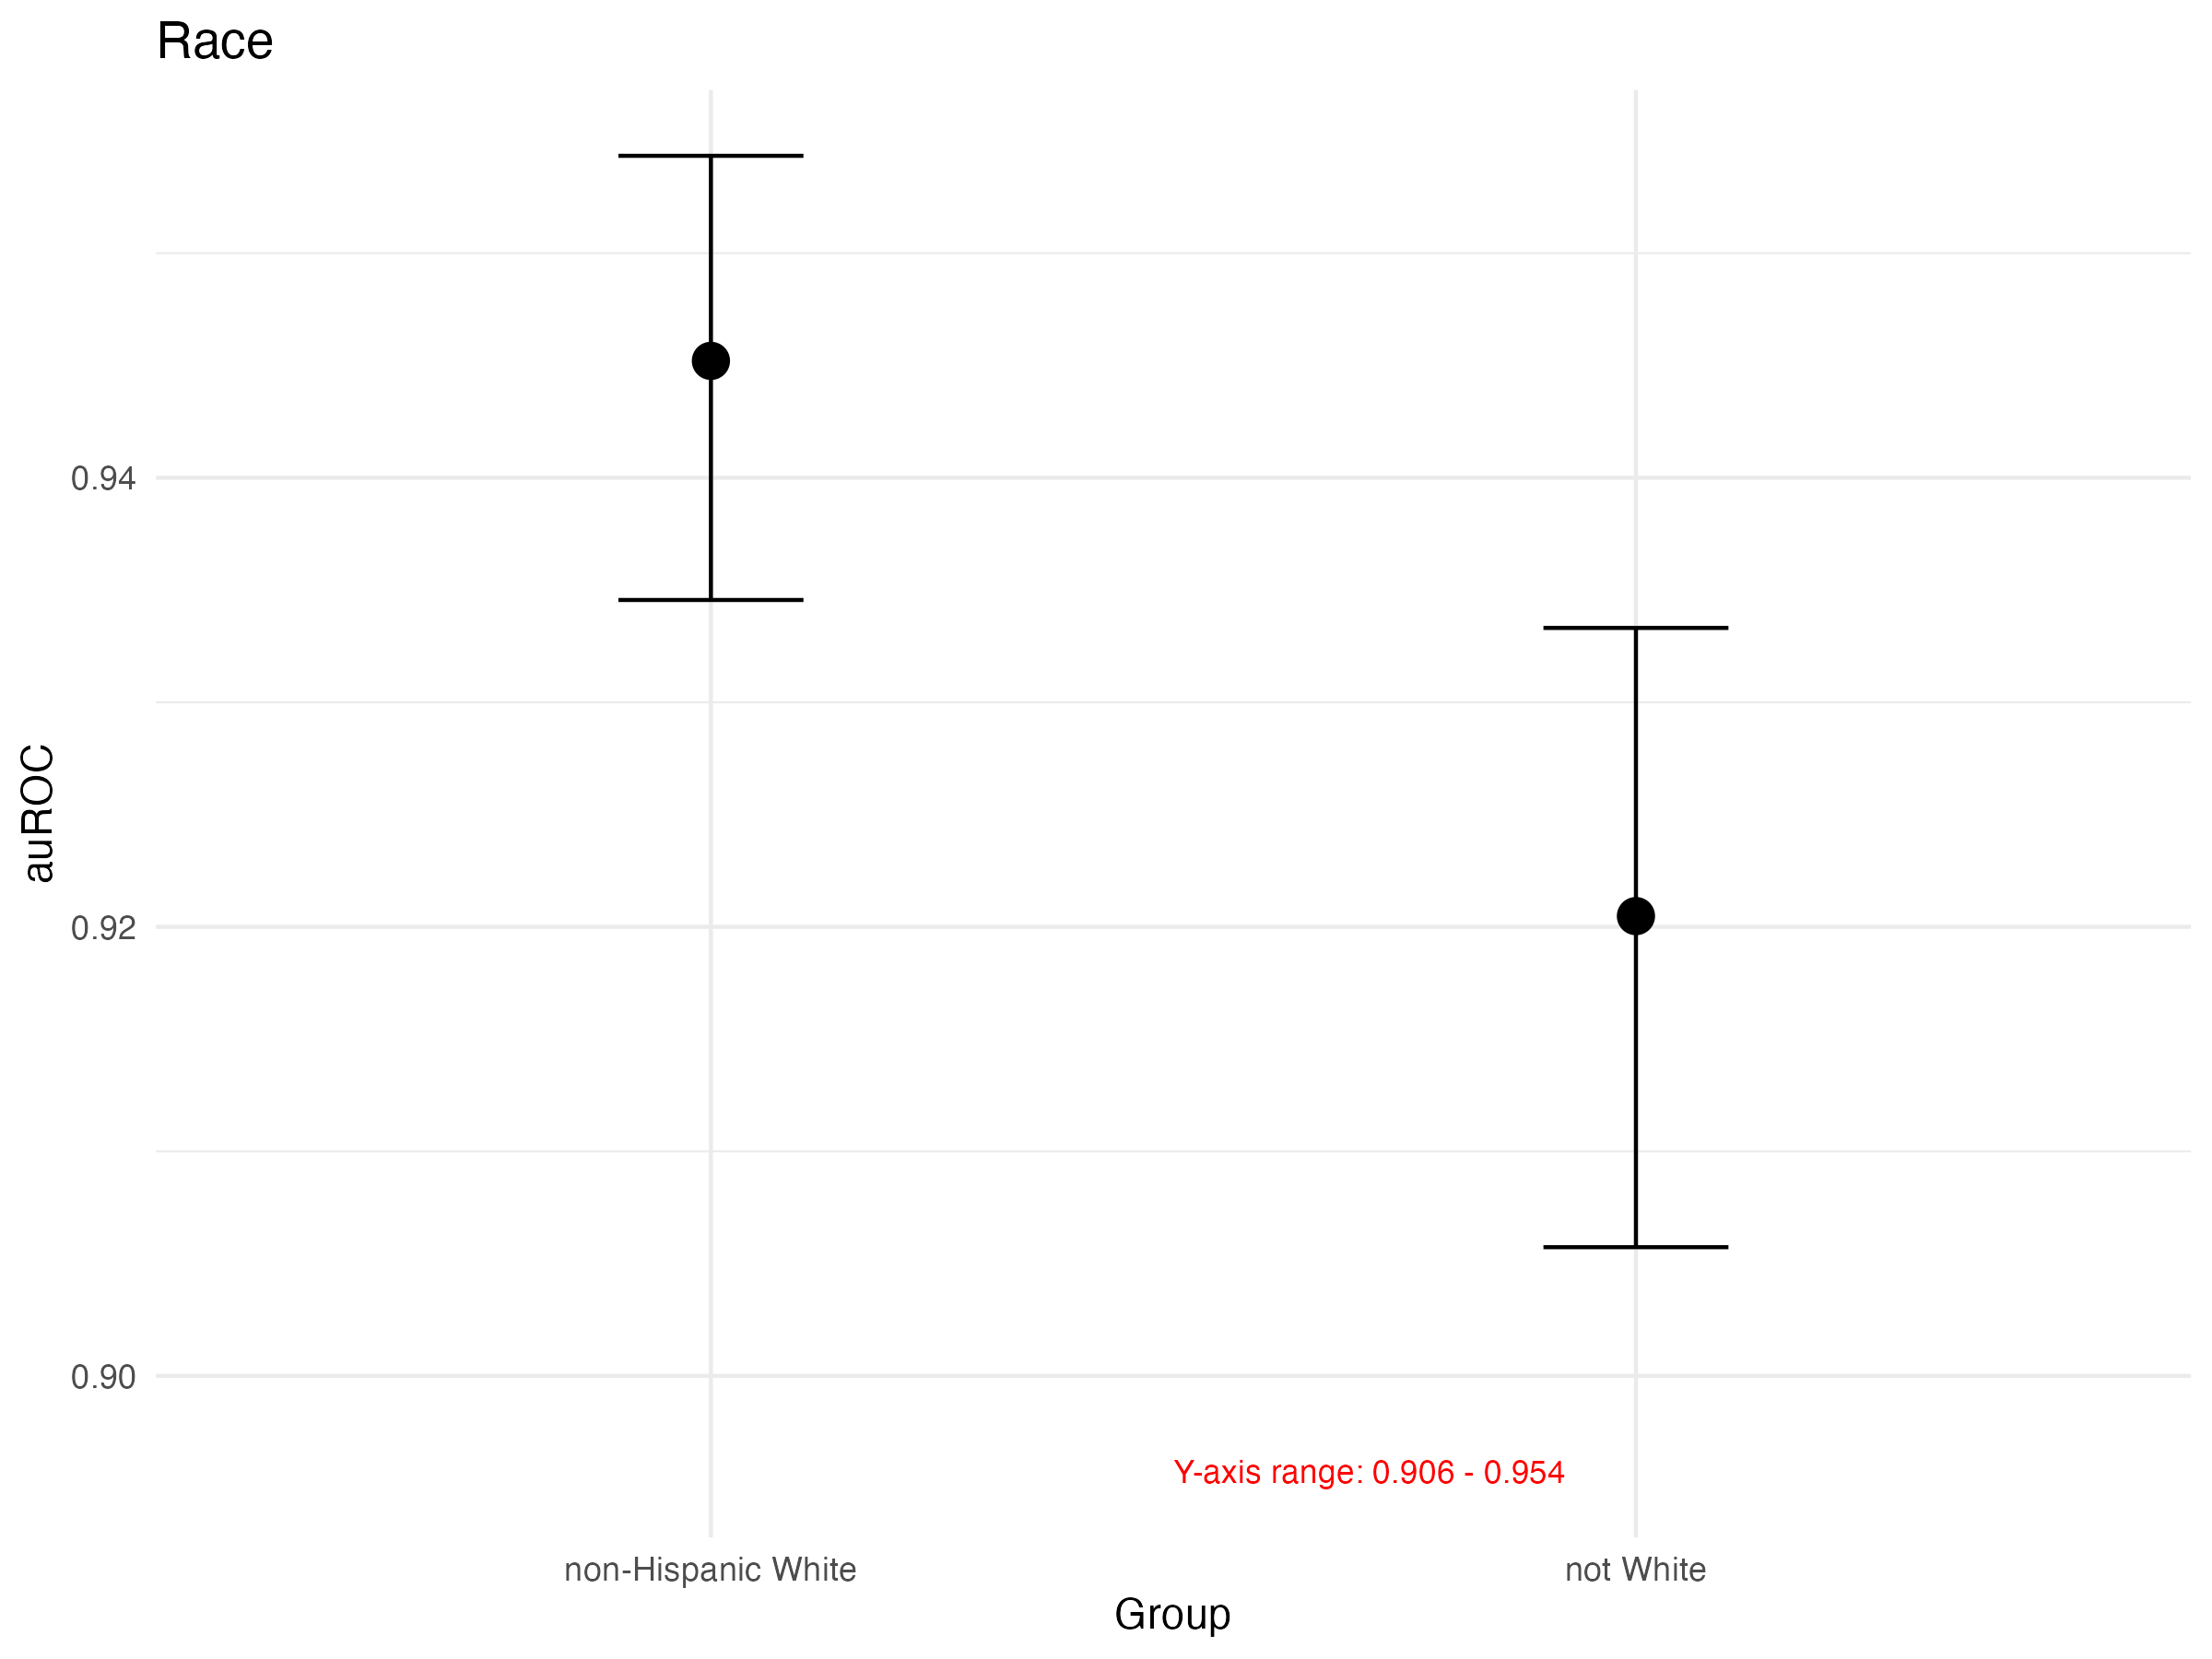 Race
auROC
0.94
0.92
0.90
Y-axis range: 0.906 - 0.954
non-Hispanic White
not White
Group